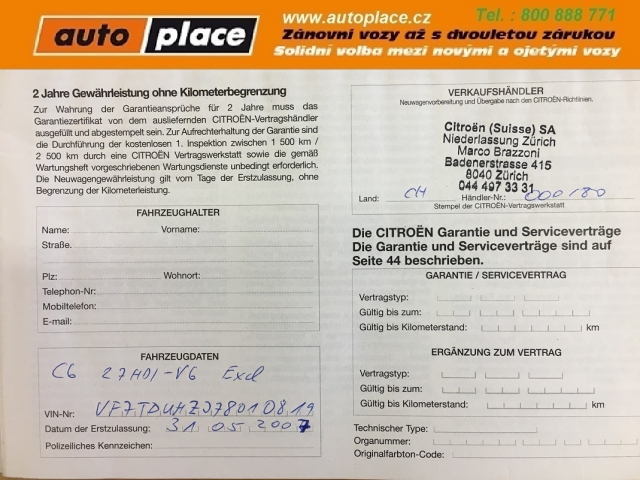 www.autoplace.cz
Tel. : 800 888 771
auto place
Zánovní vozy až s dvouletou zárukou
Solidní volba mezi novými a ojetými vozy
2 Jahre Gewährleistung ohne Kilometerbegrenzung
Zur Wahrung der Garantieansprüche für 2 Jahre muss das
Garantiezertifikat von dem ausliefernden CITROËN-Vertragshändler
ausgefüllt und abgestempelt sein. Zur Aufrechterhaltung der Garantie sind
die Durchführung der kostenlosen 1. Inspektion zwischen 1 500 km /
2 500 km durch eine CITROËN Vertragswerkstatt sowie die gemäß
Wartungsheft vorgeschriebenen Wartungsdienste unbedingt erforderlich.
Die Neuwagengewährleistung gilt vom Tage der Erstzulassung, ohne
Begrenzung der Kilometerleistung.
FAHRZEUGHALTER
Name: Vorname:
Straße.
Plz: Wohnort:
Telephon-Nr:
Mobiltelefon:
E-mail:
FAHRZEUGDATEN
C6 27HDI-V6 Excl
VIN-Nr: VF7TDUHZJ78010819
Datum der Erstzulassung: 31 05 2007
Polizeiliches Kennzeichen:
VERKAUFSHÄNDLER
Neuwagenvorbereitung und Übergabe nach den CITROËN-Richtlinien.
Citroën (Suisse) SA
Niederlassung Zürich
Marco Brazzoni
Badenerstrasse 415
8040 Zürich
044 497 33 31
Land: CH Händler-Nr.: 000180
Stempel der CITROËN-Vertragswerkstatt
Die CITROËN Garantie und Serviceverträge
Die Garantie und Serviceverträge sind auf
Seite 44 beschrieben.
GARANTIE / SERVICEVERTRAG
Vertragstyp:
Gültig bis zum:
Gültig bis Kilometerstand: km
ERGÄNZUNG ZUM VERTRAG
Vertragstyp:
Gültig bis zum:
Gültig bis Kilometerstand: km
Technischer Type:
Organummer:
Originalfarbton-Code: